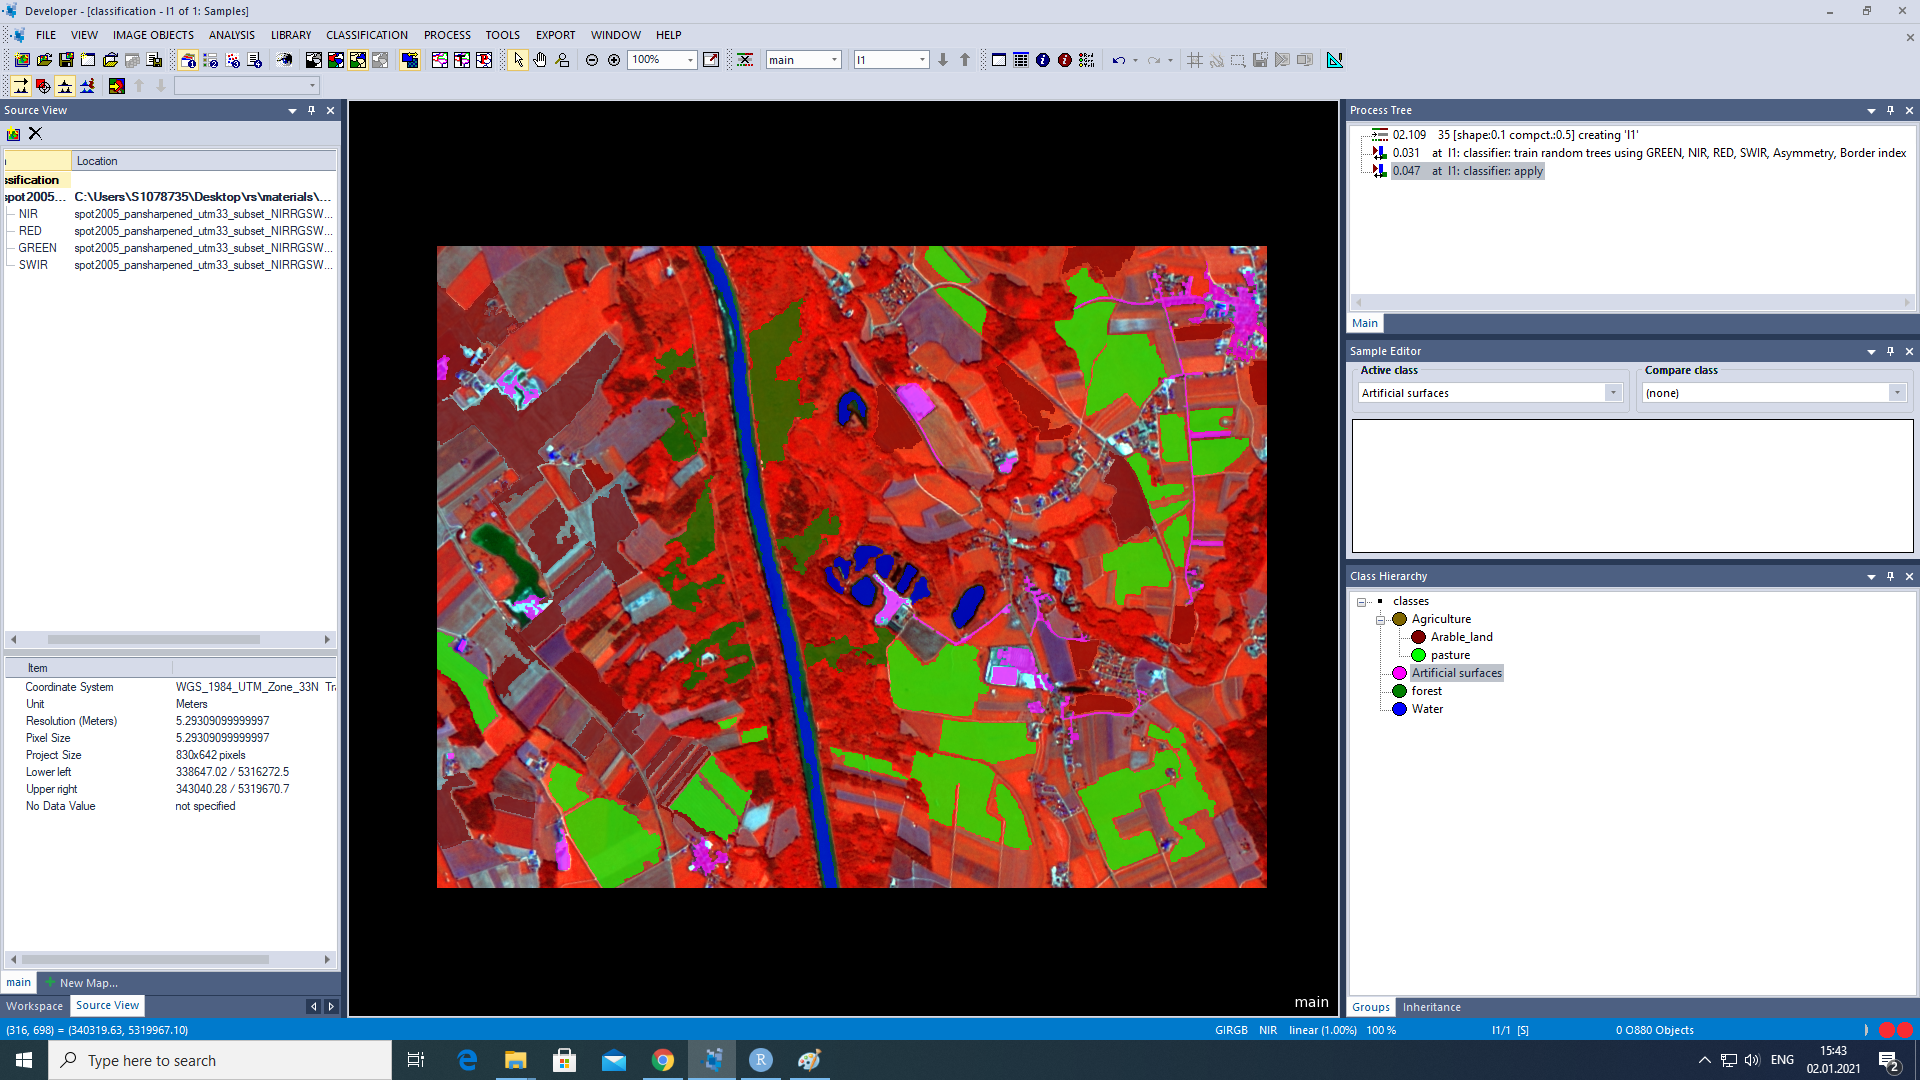 Developer - [classification - l1 of 1: Samples]
FILE VIEW IMAGE OBJECTS ANALYSIS LIBRARY CLASSIFICATION PROCESS TOOLS EXPORT WINDOW HELP
100% main l1
Source View
Location
ssification
spot2005... C:\Users\S1078735\Desktop\rs\materials\...
NIR spot2005_pansharpened_utm33_subset_NIRRGSW...
RED spot2005_pansharpened_utm33_subset_NIRRGSW...
GREEN spot2005_pansharpened_utm33_subset_NIRRGSW...
SWIR spot2005_pansharpened_utm33_subset_NIRRGSW...
Item
Coordinate System WGS_1984_UTM_Zone_33N Tra
Unit Meters
Resolution (Meters) 5.29309099999997
Pixel Size 5.29309099999997
Project Size 830x642 pixels
Lower left 338647.02 / 5316272.5
Upper right 343040.28 / 5319670.7
No Data Value not specified
main New Map...
Workspace Source View
main
Process Tree
02.109 35 [shape:0.1 compct.:0.5] creating 'l1'
0.031 at l1: classifier: train random trees using GREEN, NIR, RED, SWIR, Asymmetry, Border index
0.047 at l1: classifier: apply
Main
Sample Editor
Active class Compare class
Artificial surfaces (none)
Class Hierarchy
classes
Agriculture
Arable_land
pasture
Artificial surfaces
forest
Water
Groups Inheritance
(316, 698) = (340319.63, 5319967.10) GIRGB NIR linear (1.00%) 100 % l1/1 [S] 0 O880 Objects
Type here to search
ENG
15:43
02.01.2021
2